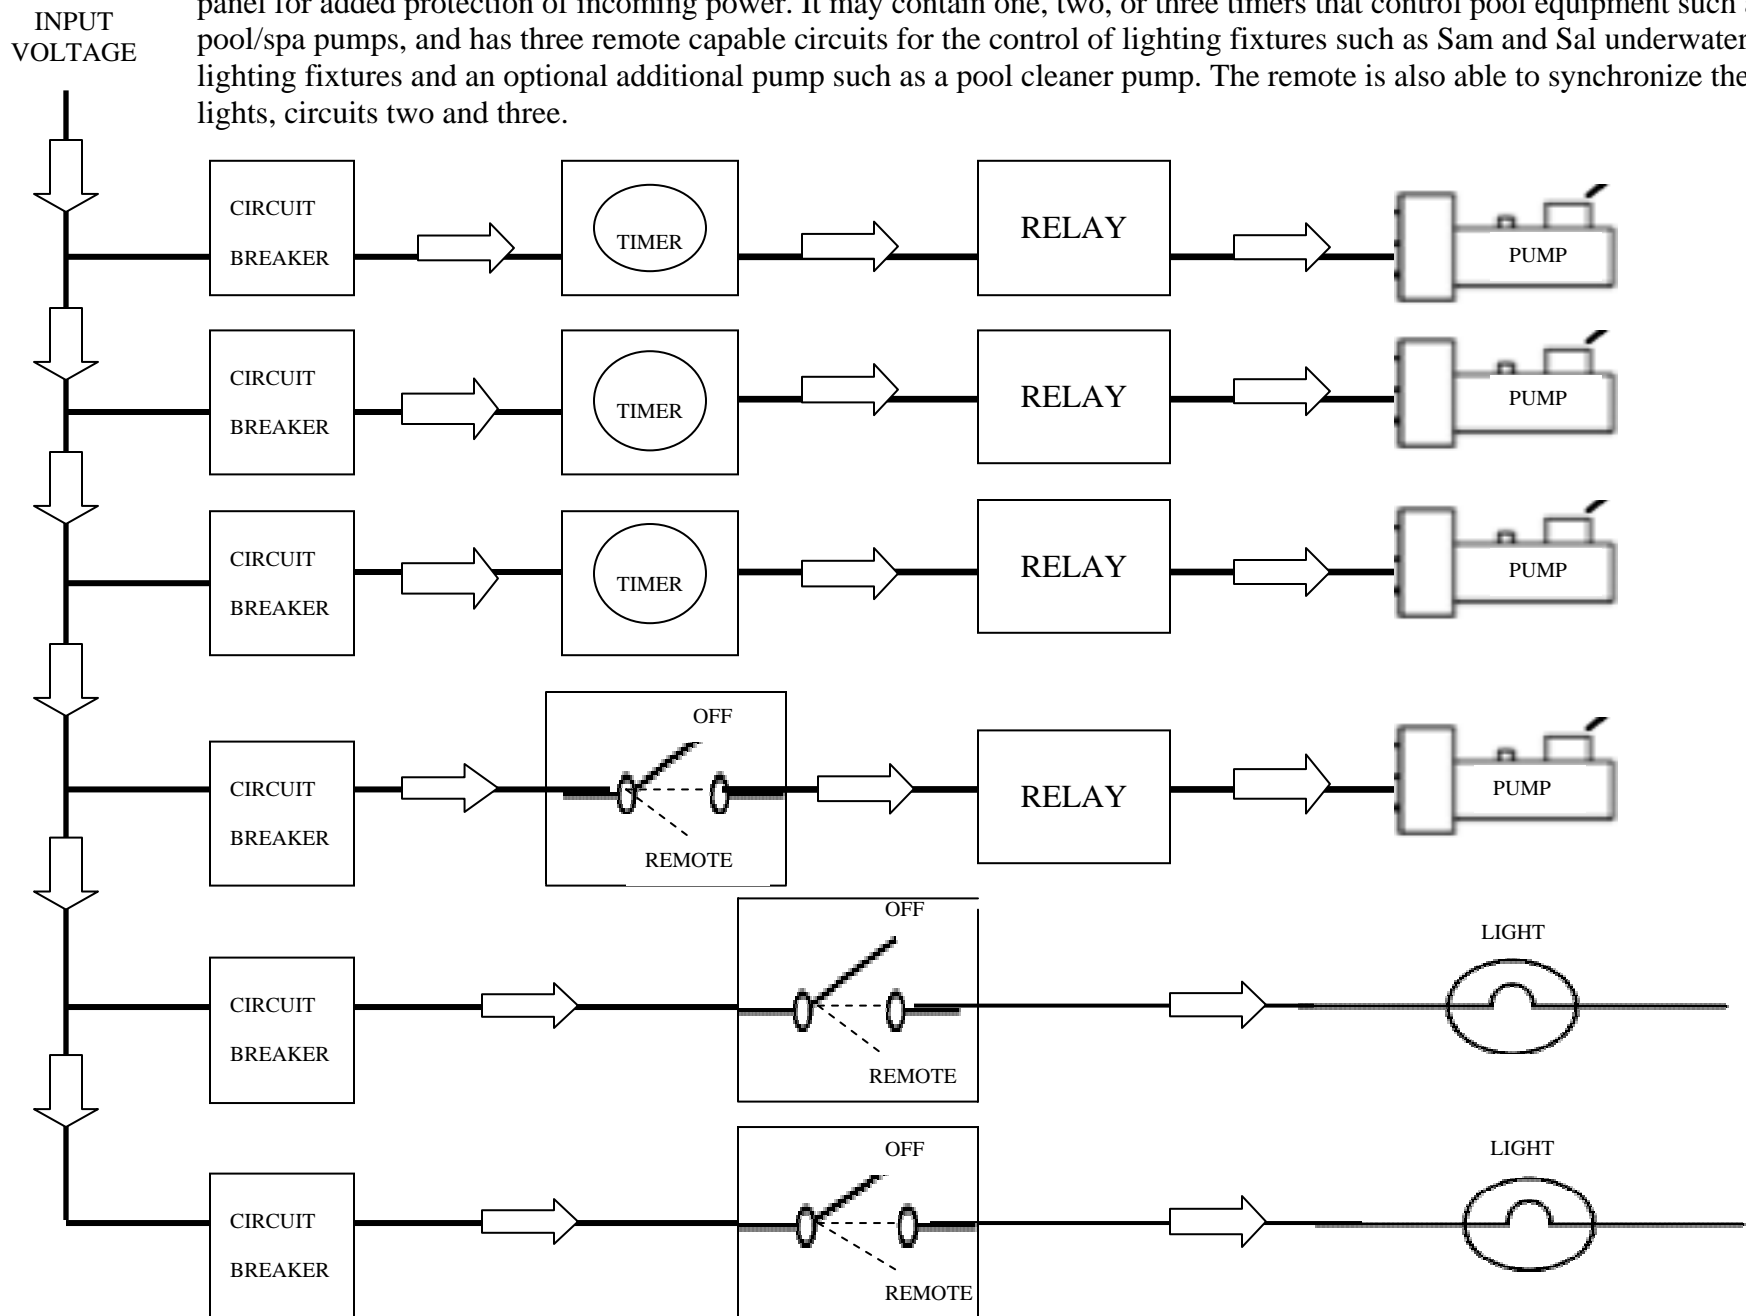 panel for added protection of incoming power. It may contain one, two, or three timers that control pool equipment such
pool/spa pumps, and has three remote capable circuits for the control of lighting fixtures such as Sam and Sal underwater
lighting fixtures and an optional additional pump such as a pool cleaner pump. The remote is also able to synchronize the
lights, circuits two and three.
INPUT
VOLTAGE
CIRCUIT
BREAKER
TIMER
RELAY
PUMP
CIRCUIT
BREAKER
TIMER
RELAY
PUMP
CIRCUIT
BREAKER
TIMER
RELAY
PUMP
CIRCUIT
BREAKER
OFF
REMOTE
RELAY
PUMP
CIRCUIT
BREAKER
OFF
REMOTE
LIGHT
CIRCUIT
BREAKER
OFF
REMOTE
LIGHT